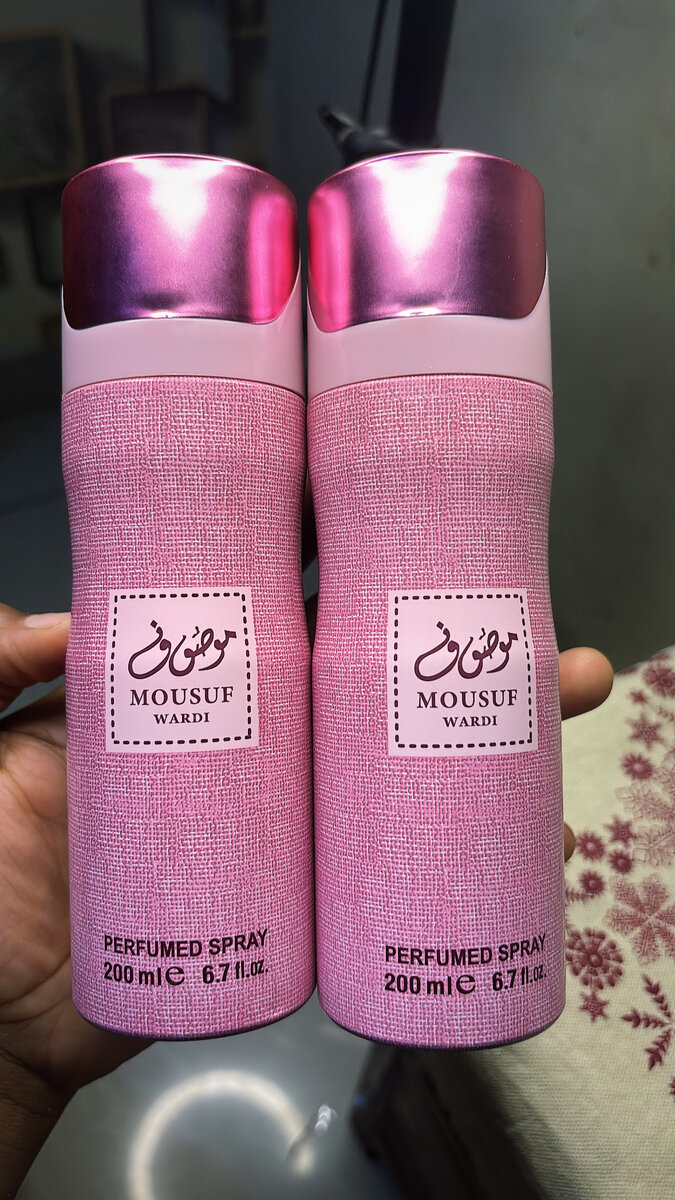 موصوف
MOUSUF
WARDI
PERFUMED SPRAY
200 ml e 6.7 fl.oz.
موصوف
MOUSUF
WARDI
PERFUMED SPRAY
200 ml e 6.7 fl.oz.